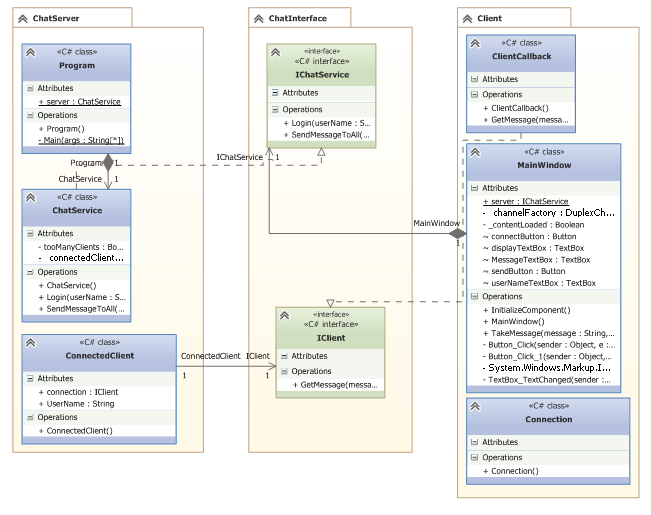 ChatServer
«C# class»
Program
Attributes
+ server : ChatService
Operations
+ Program()
- Main(args : String[*])
Program
1
ChatService
1
«C# class»
ChatService
Attributes
- tooManyClients : Bo...
- connectedClient...
Operations
+ ChatService()
+ Login(userName : S...
+ SendMessageToAll(...
«C# class»
ConnectedClient
Attributes
+ connection : IClient
+ UserName : String
Operations
+ ConnectedClient()
ConnectedClient
1
IClient
1
ChatInterface
«interface»
«C# interface»
IChatService
Attributes
Operations
+ Login(userName : S...
+ SendMessageToAll(...
IChatService
1
«interface»
«C# interface»
IClient
Attributes
Operations
+ GetMessage(messa...
Client
«C# class»
ClientCallback
Attributes
Operations
+ ClientCallback()
+ GetMessage(messa...
MainWindow
1
«C# class»
MainWindow
Attributes
+ server : IChatService
- channelFactory : DuplexCh...
- _contentLoaded : Boolean
~ connectButton : Button
~ displayTextBox : TextBox
~ MessageTextBox : TextBox
~ sendButton : Button
~ userNameTextBox : TextBox
Operations
+ InitializeComponent()
+ MainWindow()
+ TakeMessage(message : String,...
- Button_Click(sender : Object, e :...
- Button_Click_1(sender : Object,...
- System.Windows.Markup.I...
- TextBox_TextChanged(sender :...
«C# class»
Connection
Attributes
Operations
+ Connection()